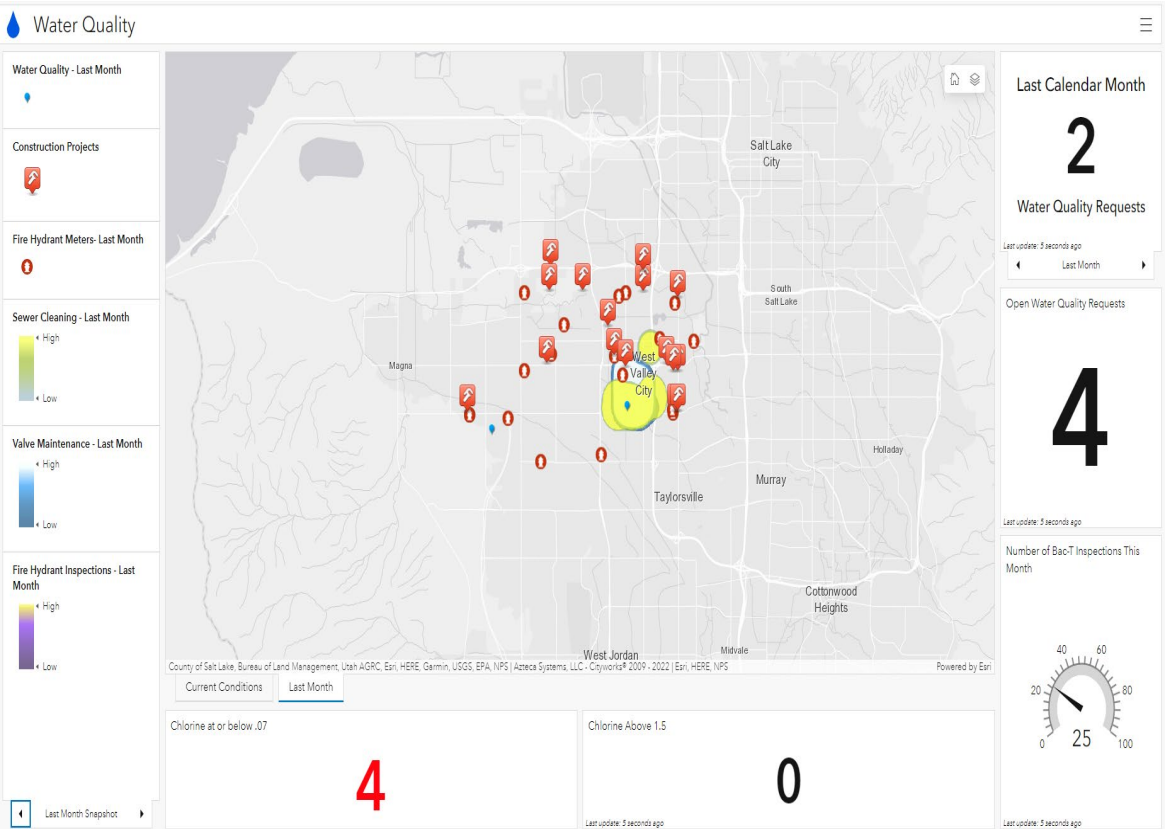 Water Quality
Water Quality - Last Month
Construction Projects
Fire Hydrant Meters- Last Month
Sewer Cleaning - Last Month
High
Low
Valve Maintenance - Last Month
High
Low
Fire Hydrant Inspections - Last
Month
High
Low
Last Month Snapshot
Salt Lake
City
South
Salt Lake
Magna
West
Valley
City
Holladay
Murray
Taylorsville
Cottonwood
Heights
West Jordan
Midvale
County of Salt Lake, Bureau of Land Management, Utah AGRC, Esri, HERE, Garmin, USGS, EPA, NPS | Azteca Systems, LLC - Cityworks® 2009 - 2022 | Esri, HERE, NPS
Powered by Esri
Current Conditions
Last Month
Chlorine at or below .07
4
Chlorine Above 1.5
0
Last update: 5 seconds ago
Last Calendar Month
2
Water Quality Requests
Last update: 5 seconds ago
Last Month
Open Water Quality Requests
4
Last update: 5 seconds ago
Number of Bac-T Inspections This
Month
40 60
20 80
0 25 100
Last update: 5 seconds ago